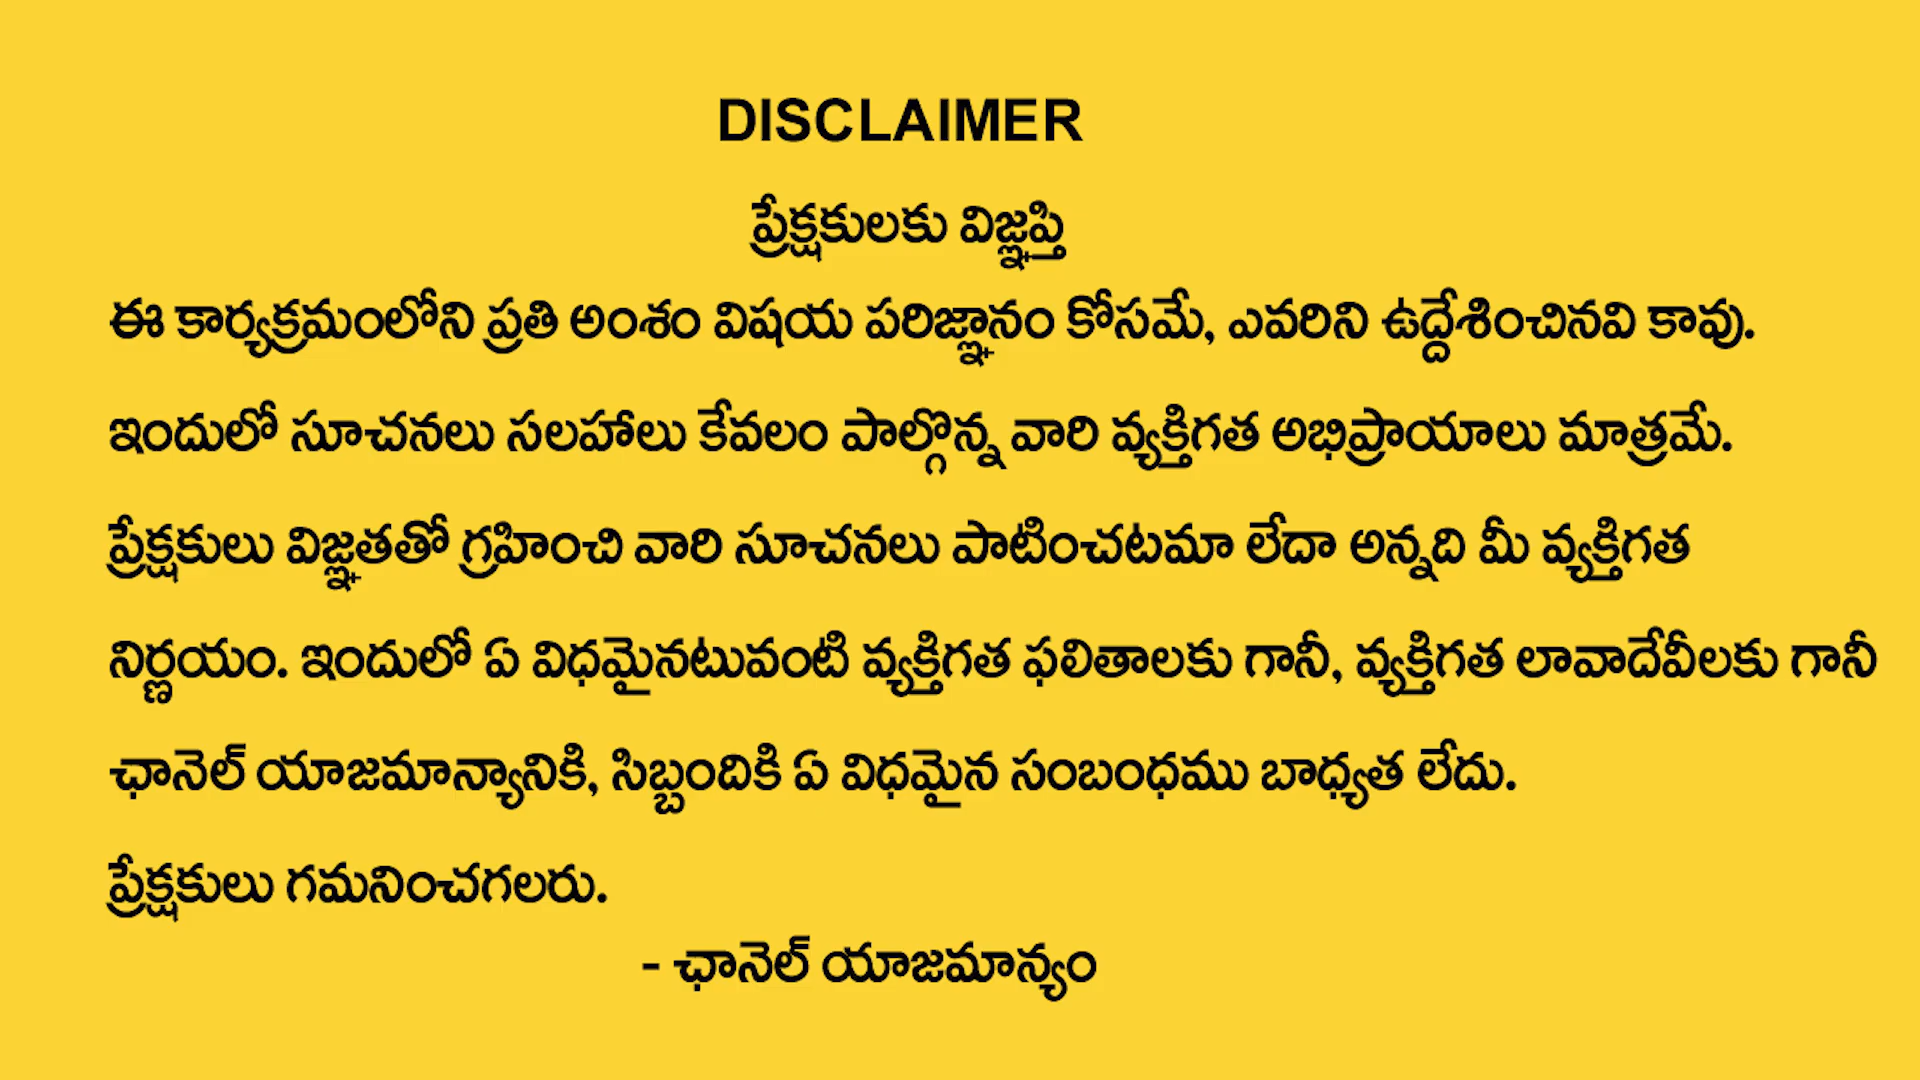 DISCLAIMER
ప్రేక్షకులకు విజ్ఞప్తి
ఈ కార్యక్రమంలోని ప్రతి అంశం విషయ పరిజ్ఞానం కోసమే, ఎవరిని ఉద్దేశించినవి కావు.
ఇందులో సూచనలు సలహాలు కేవలం పాల్గొన్న వారి వ్యక్తిగత అభిప్రాయాలు మాత్రమే.
ప్రేక్షకులు విజ్ఞతతో గ్రహించి వారి సూచనలు పాటించటమా లేదా అన్నది మీ వ్యక్తిగత
నిర్ణయం. ఇందులో ఏ విధమైనటువంటి వ్యక్తిగత ఫలితాలకు గానీ, వ్యక్తిగత లావాదేవీలకు గానీ
ఛానెల్ యాజమాన్యానికి, సిబ్బందికి ఏ విధమైన సంబంధము బాధ్యత లేదు.
ప్రేక్షకులు గమనించగలరు.
- ఛానెల్ యాజమాన్యం